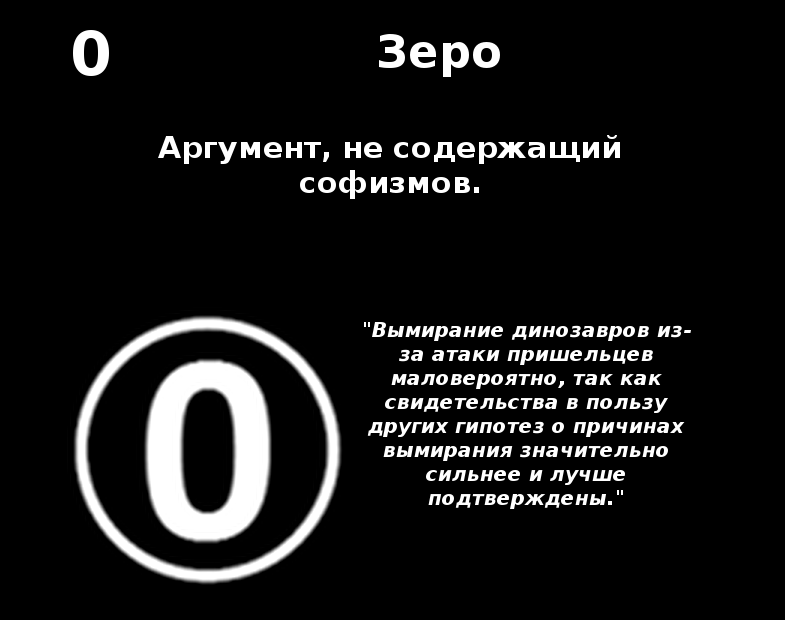 0 Зеро
Аргумент, не содержащий
софизмов.
"Вымирание динозавров из-
за атаки пришельцев
маловероятно, так как
свидетельства в пользу
других гипотез о причинах
вымирания значительно
сильнее и лучше
подтверждены."
0